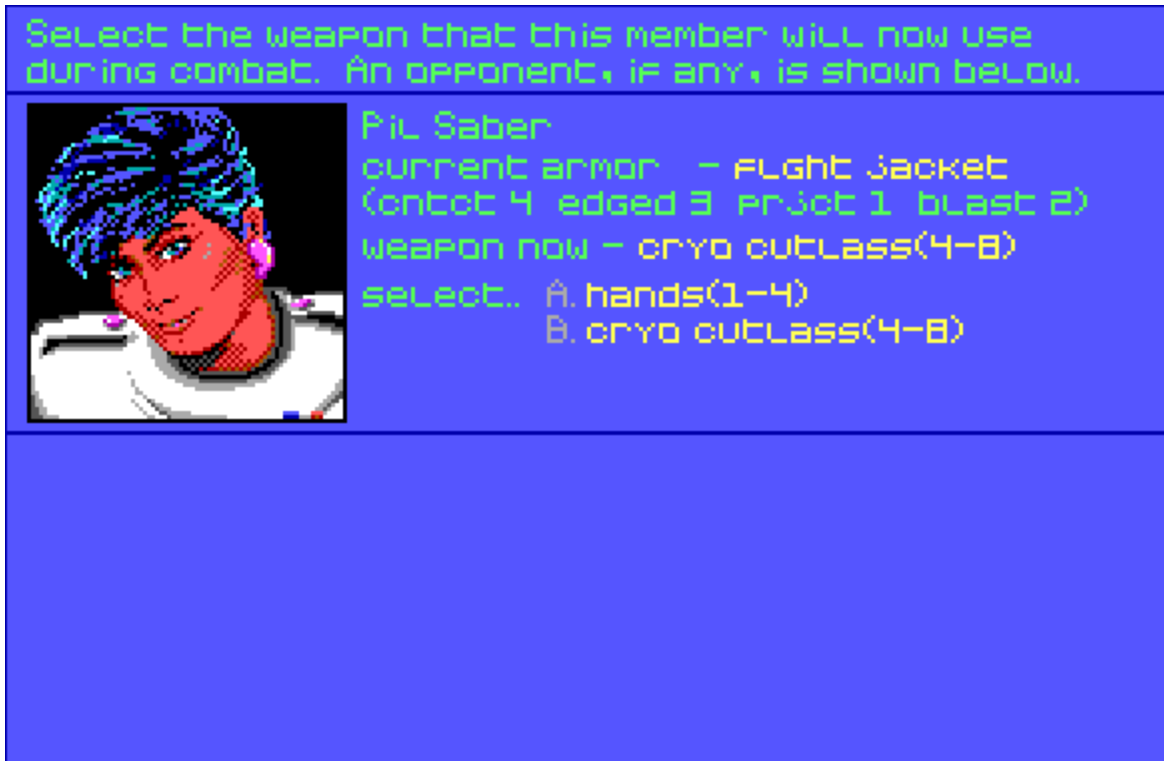 Select the weapon that this member will now use
during combat. An opponent, if any, is shown below.
Pil Saber
current armor - flght jacket
(cntct 4 edged 3 prjct 1 blast 2)
weapon now - cryo cutlass(4-8)
select.. A. hands(1-4)
B. cryo cutlass(4-8)